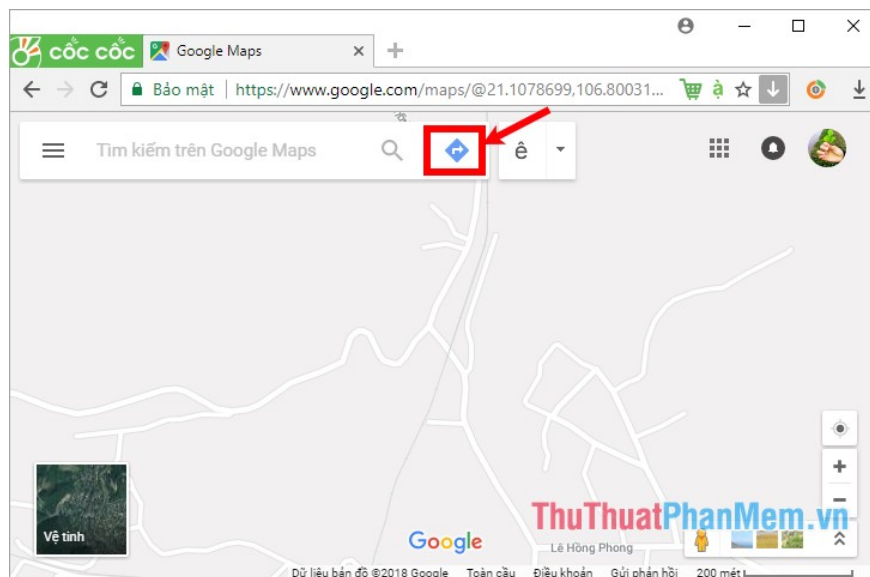 cốc cốc Google Maps
Bảo mật https://www.google.com/maps/@21.1078699,106.80031...
ạ
Tìm kiếm trên Google Maps
ê
ThuThuatPhanMem.vn
Vệ tinh
Google
Lê Hồng Phong
Dữ liệu bản đồ ©2018 Google Toàn cầu Điều khoản Gửi phản hồi 200 mét